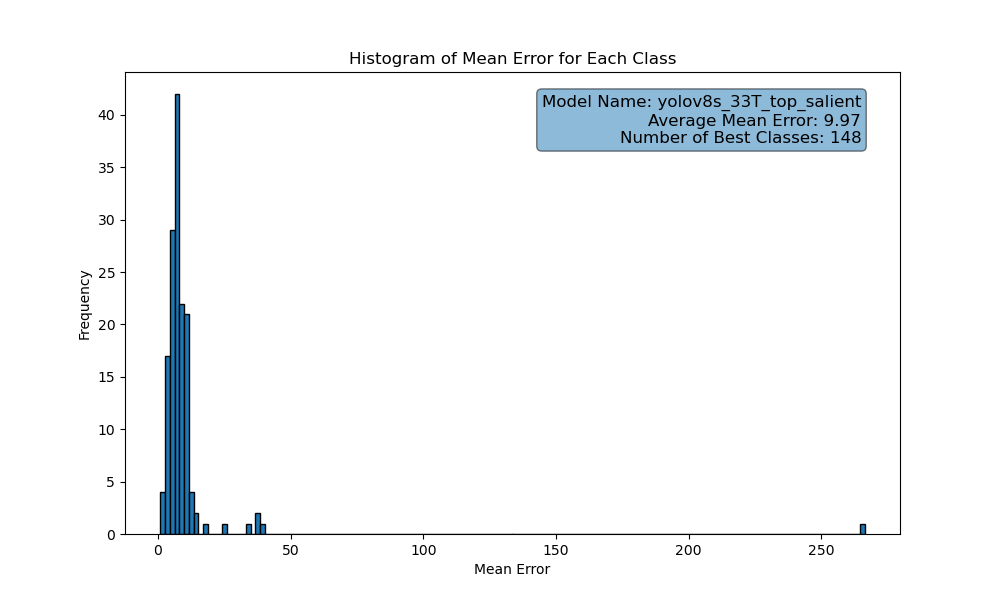 Histogram of Mean Error for Each Class
Model Name: yolov8s_33T_top_salient
Average Mean Error: 9.97
Number of Best Classes: 148
Frequency
40
35
30
25
20
15
10
5
0
0 50 100 150 200 250
Mean Error